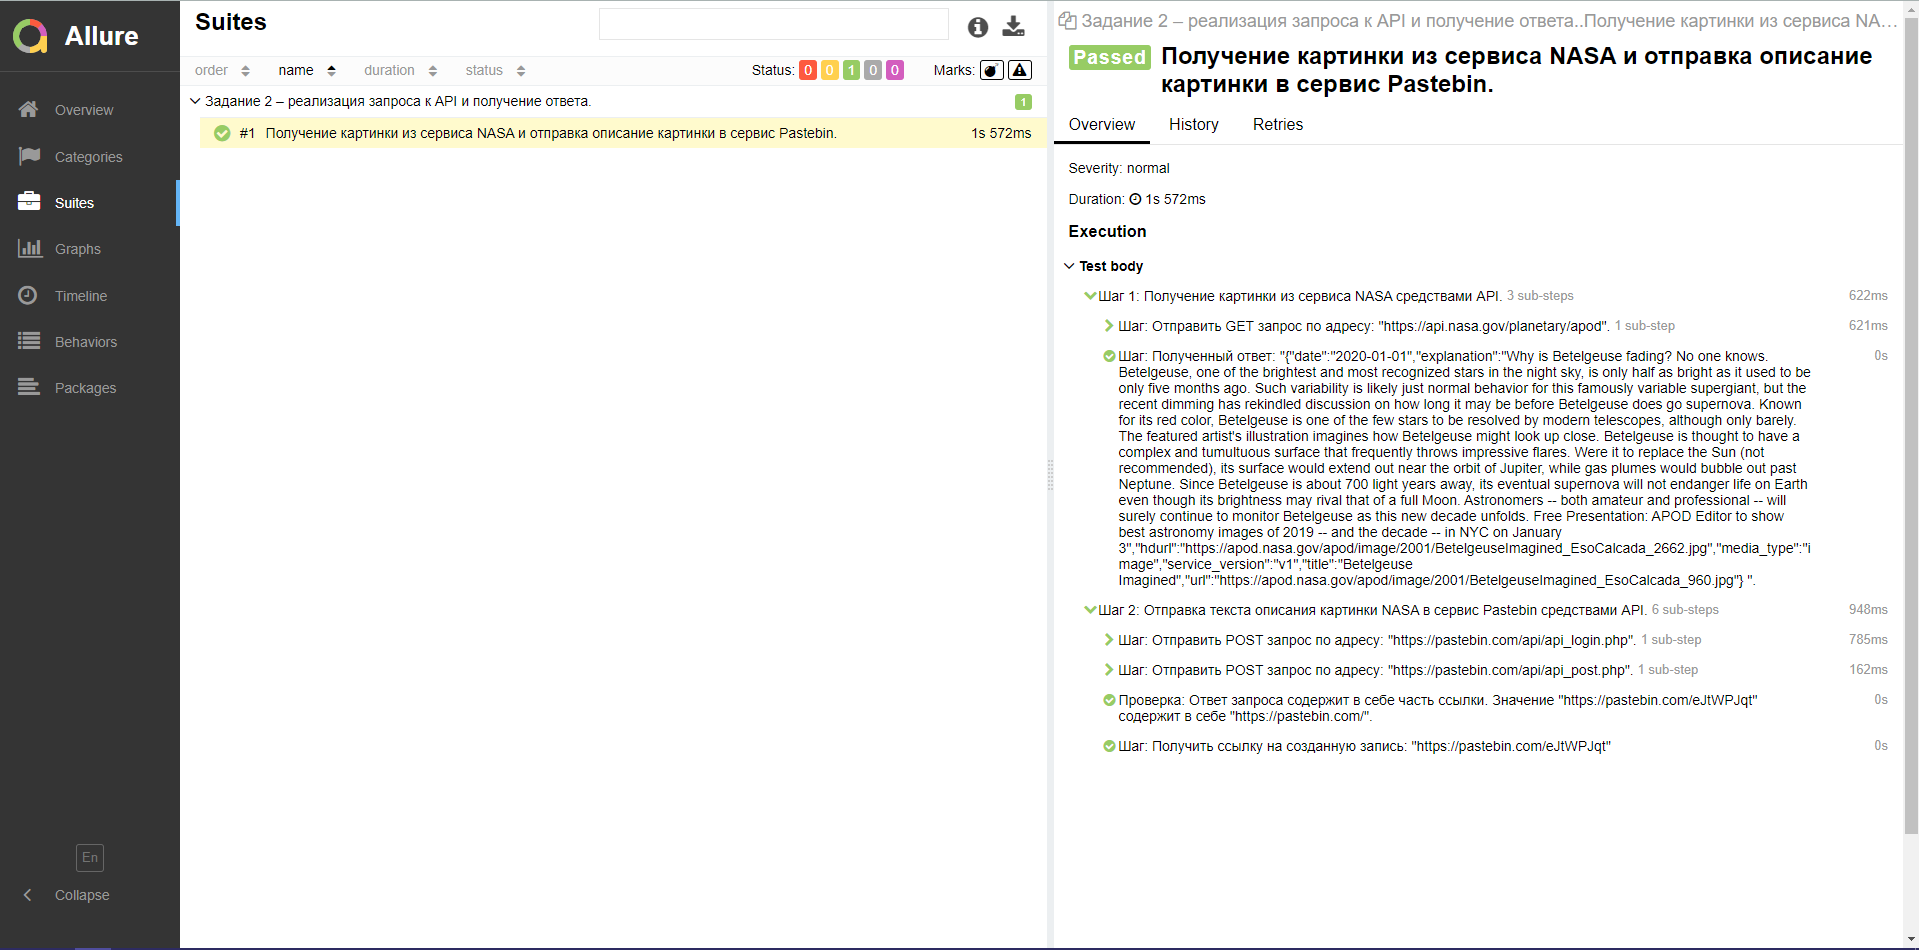 Allure
Overview
Categories
Suites
Graphs
Timeline
Behaviors
Packages
En
Collapse
Suites
order name duration status Status: 0 0 1 0 0 Marks:
Задание 2 – реализация запроса к API и получение ответа. 1
#1 Получение картинки из сервиса NASA и отправка описание картинки в сервис Pastebin. 1s 572ms
Задание 2 – реализация запроса к API и получение ответа..Получение картинки из сервиса NA...
Passed Получение картинки из сервиса NASA и отправка описание
картинки в сервис Pastebin.
Overview History Retries
Severity: normal
Duration: 1s 572ms
Execution
Test body
Шаг 1: Получение картинки из сервиса NASA средствами API. 3 sub-steps 622ms
Шаг: Отправить GET запрос по адресу: "https://api.nasa.gov/planetary/apod". 1 sub-step 621ms
Шаг: Полученный ответ: "{"date":"2020-01-01","explanation":"Why is Betelgeuse fading? No one knows. 0s
Betelgeuse, one of the brightest and most recognized stars in the night sky, is only half as bright as it used to be
only five months ago. Such variability is likely just normal behavior for this famously variable supergiant, but the
recent dimming has rekindled discussion on how long it may be before Betelgeuse does go supernova. Known
for its red color, Betelgeuse is one of the few stars to be resolved by modern telescopes, although only barely.
The featured artist's illustration imagines how Betelgeuse might look up close. Betelgeuse is thought to have a
complex and tumultuous surface that frequently throws impressive flares. Were it to replace the Sun (not
recommended), its surface would extend out near the orbit of Jupiter, while gas plumes would bubble out past
Neptune. Since Betelgeuse is about 700 light years away, its eventual supernova will not endanger life on Earth
even though its brightness may rival that of a full Moon. Astronomers -- both amateur and professional -- will
surely continue to monitor Betelgeuse as this new decade unfolds. Free Presentation: APOD Editor to show
best astronomy images of 2019 -- and the decade -- in NYC on January
3","hdurl":"https://apod.nasa.gov/apod/image/2001/BetelgeuseImagined_EsoCalcada_2662.jpg","media_type":"i
mage","service_version":"v1","title":"Betelgeuse
Imagined","url":"https://apod.nasa.gov/apod/image/2001/BetelgeuseImagined_EsoCalcada_960.jpg"} ".
Шаг 2: Отправка текста описания картинки NASA в сервис Pastebin средствами API. 6 sub-steps 948ms
Шаг: Отправить POST запрос по адресу: "https://pastebin.com/api/api_login.php". 1 sub-step 785ms
Шаг: Отправить POST запрос по адресу: "https://pastebin.com/api/api_post.php". 1 sub-step 162ms
Проверка: Ответ запроса содержит в себе часть ссылки. Значение "https://pastebin.com/eJtWPJqt" 0s
содержит в себе "https://pastebin.com/".
Шаг: Получить ссылку на созданную запись: "https://pastebin.com/eJtWPJqt" 0s